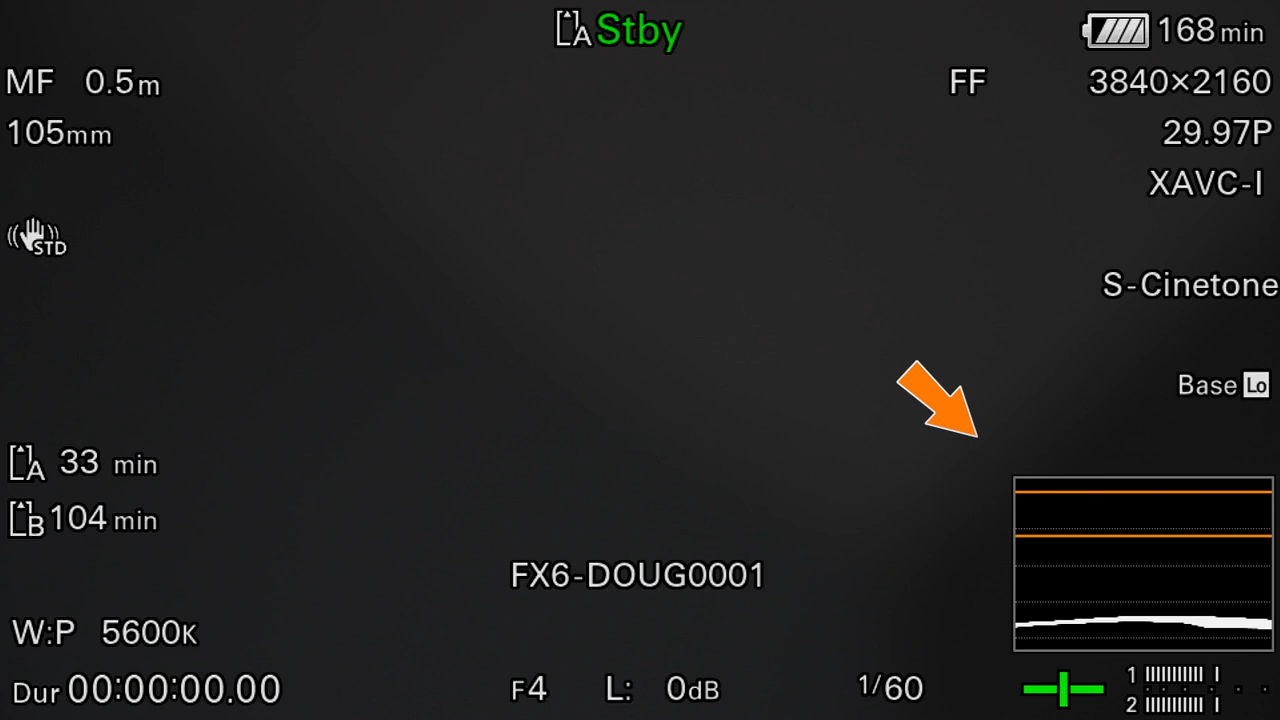 A Stby
168 min
MF 0.5m
FF 3840×2160
105mm
29.97P
XAVC-I
STD
S-Cinetone
Base Lo
A 33 min
B 104 min
FX6-DOUG0001
W:P 5600K
Dur 00:00:00.00
F4 L: 0dB 1/60
1
2